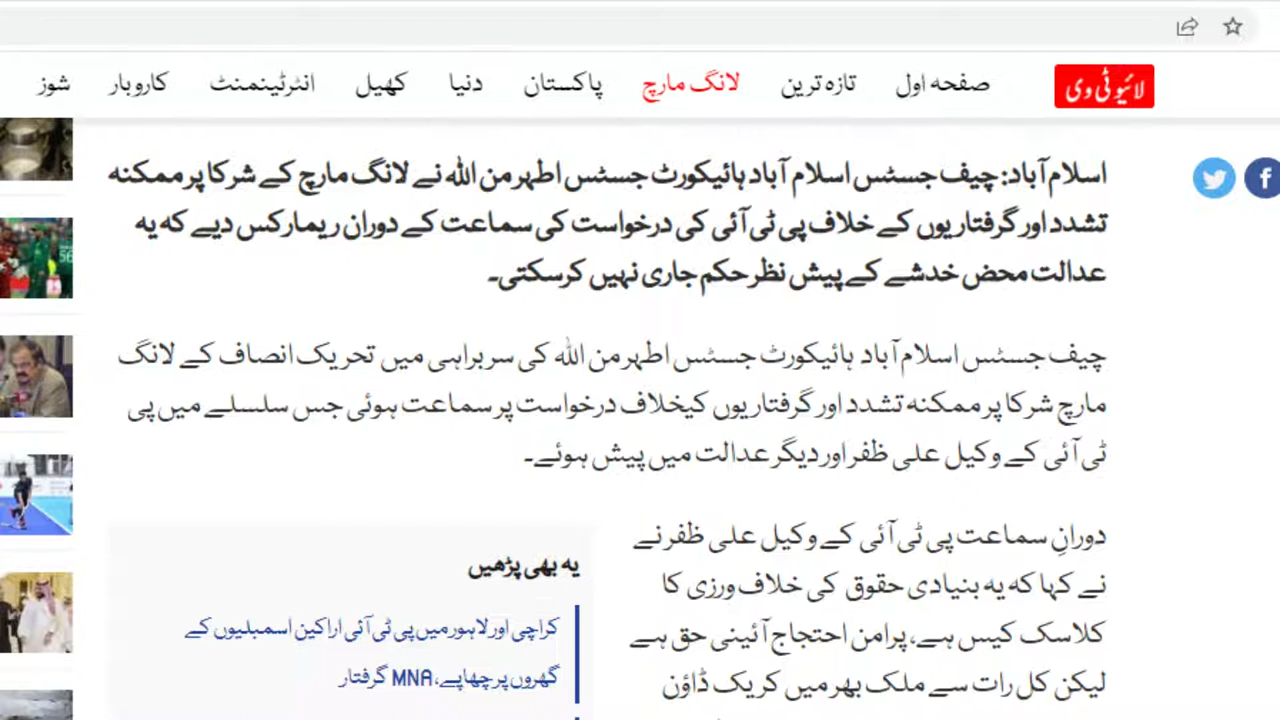 لائیو ٹی وی
صفحہ اول تازہ ترین لانگ مارچ پاکستان دنیا کھیل انٹرٹینمنٹ کاروبار شوز
اسلام آباد: چیف جسٹس اسلام آباد ہائیکورٹ جسٹس اطہر من اللہ نے لانگ مارچ کے شرکا پر ممکنہ
تشدد اور گرفتاریوں کے خلاف پی ٹی آئی کی درخواست کی سماعت کے دوران ریمارکس دیے کہ یہ
عدالت محض خدشے کے پیش نظر حکم جاری نہیں کرسکتی۔
چیف جسٹس اسلام آباد ہائیکورٹ جسٹس اطہر من اللہ کی سربراہی میں تحریک انصاف کے لانگ
مارچ شرکا پر ممکنہ تشدد اور گرفتاریوں کیخلاف درخواست پر سماعت ہوئی جس سلسلے میں پی
ٹی آئی کے وکیل علی ظفر اور دیگر عدالت میں پیش ہوئے۔
دورانِ سماعت پی ٹی آئی کے وکیل علی ظفر نے
نے کہا کہ یہ بنیادی حقوق کی خلاف ورزی کا
کلاسک کیس ہے، پرامن احتجاج آئینی حق ہے
لیکن کل رات سے ملک بھر میں کریک ڈاؤن
یہ بھی پڑھیں
کراچی اور لاہور میں پی ٹی آئی اراکین اسمبلیوں کے
گھروں پر چھاپے، MNA گرفتار